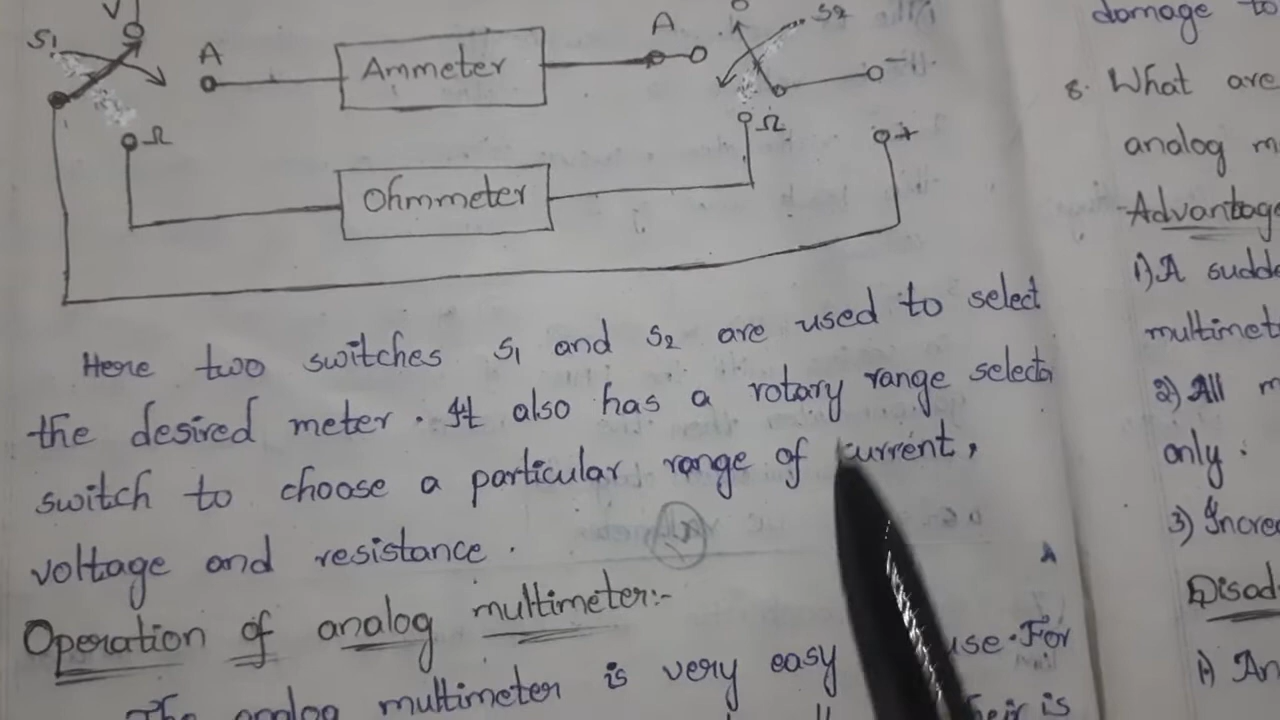 V
S1
A
Ammeter
A
S2
-
Ω
Ω
+
Ohmmeter
Here two switches S1 and S2 are used to select
the desired meter. It also has a rotary range selector
switch to choose a particular range of current,
voltage and resistance.
Operation of analog multimeter:-
The analog multimeter is very easy use. For
is
damage to
8. What are
analog m
Advantage
1) A sudde
multimet
2) All m
only.
3) Incre
Disad
1) An